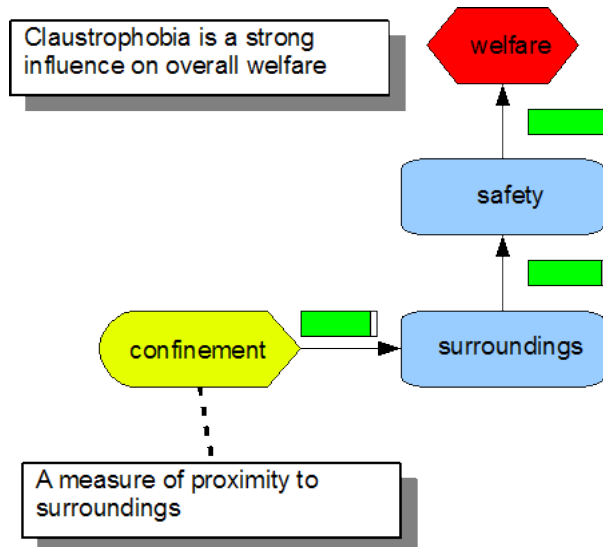 Claustrophobia is a strong
influence on overall welfare
welfare
safety
surroundings
confinement
A measure of proximity to
surroundings